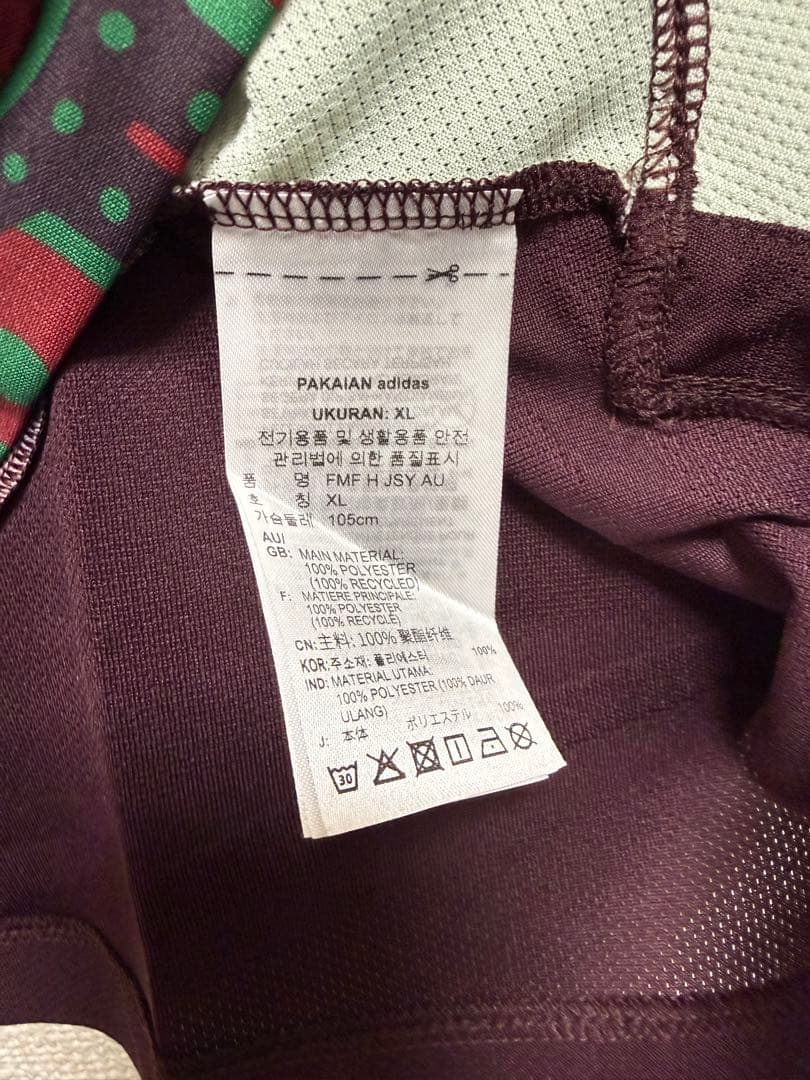 PAKAIAN adidas
UKURAN: XL
전기용품 및 생활용품 안전
관리법에 의한 품질표시
품 명 FMF H JSY AU
호 칭 XL
가슴둘레 105cm
AU/
GB: MAIN MATERIAL:
100% POLYESTER
(100% RECYCLED)
F: MATIERE PRINCIPALE:
100% POLYESTER
(100% RECYCLÉ)
CN: 主料: 100% 聚酯纤维
KOR: 주소재: 폴리에스터 100%
IND: MATERIAL UTAMA:
100% POLYESTER (100% DAUR
ULANG)
J: 本体 ポリエステル 100%
30